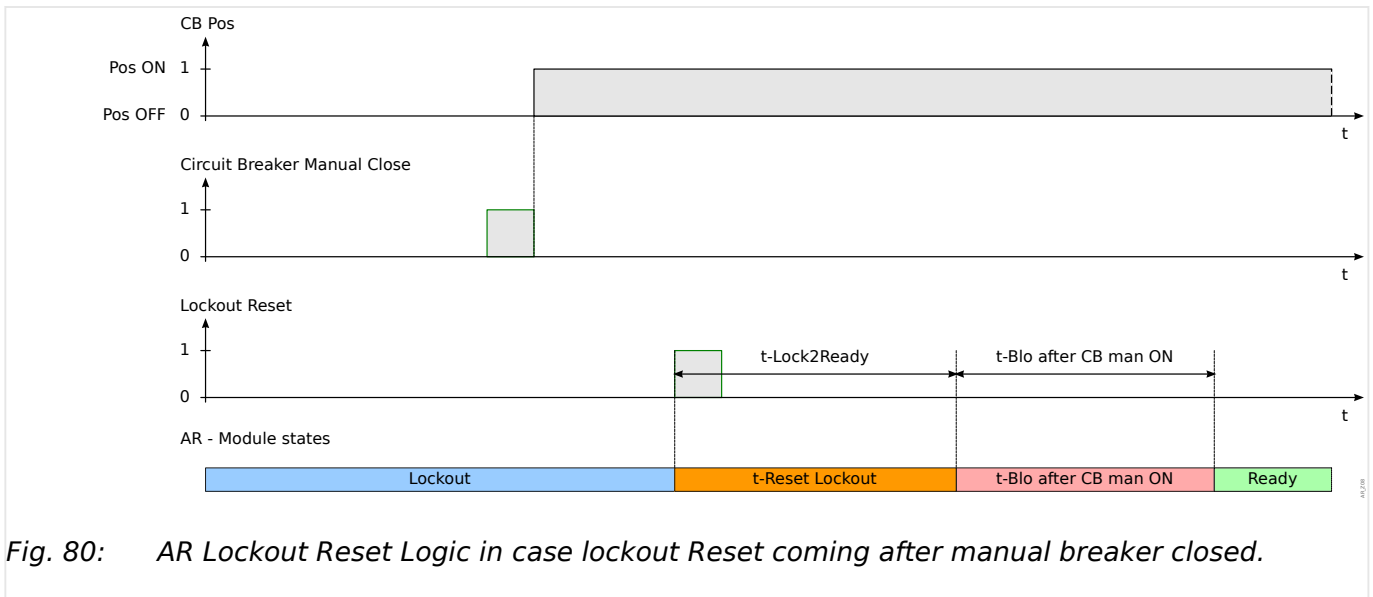 CB Pos
Pos ON 1
Pos OFF 0
t
Circuit Breaker Manual Close
1
0
t
Lockout Reset
1
t-Lock2Ready
t-Blo after CB man ON
0
t
AR - Module states
Lockout
t-Reset Lockout
t-Blo after CB man ON
Ready
Fig. 80: AR Lockout Reset Logic in case lockout Reset coming after manual breaker closed.